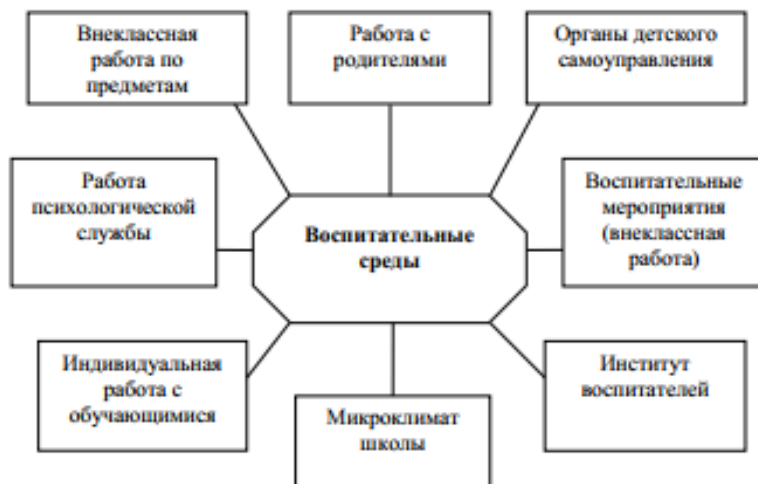 Внеклассная
работа по
предметам
Работа с
родителями
Органы детского
самоуправления
Работа
психологической
службы
Воспитательные
среды
Воспитательные
мероприятия
(внеклассная
работа)
Индивидуальная
работа с
обучающимися
Микроклимат
школы
Институт
воспитателей